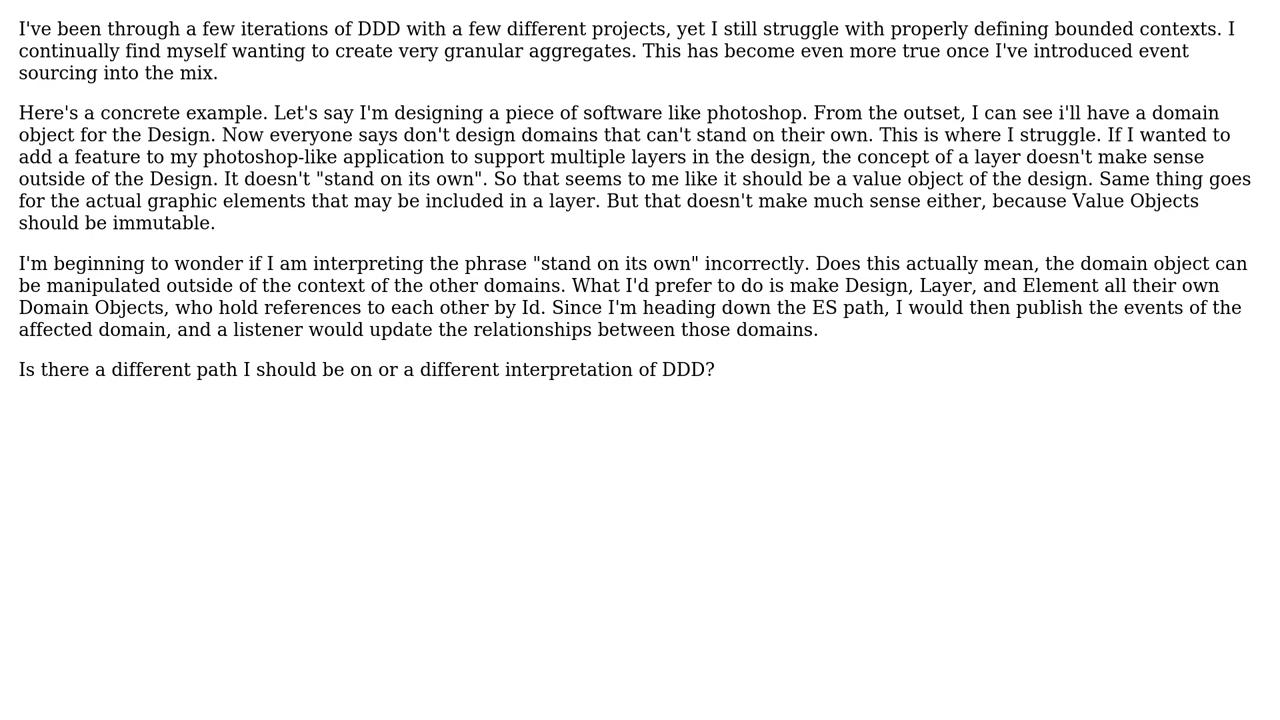 I've been through a few iterations of DDD with a few different projects, yet I still struggle with properly defining bounded contexts. I
continually find myself wanting to create very granular aggregates. This has become even more true once I've introduced event
sourcing into the mix.
Here's a concrete example. Let's say I'm designing a piece of software like photoshop. From the outset, I can see i'll have a domain
object for the Design. Now everyone says don't design domains that can't stand on their own. This is where I struggle. If I wanted to
add a feature to my photoshop-like application to support multiple layers in the design, the concept of a layer doesn't make sense
outside of the Design. It doesn't "stand on its own". So that seems to me like it should be a value object of the design. Same thing goes
for the actual graphic elements that may be included in a layer. But that doesn't make much sense either, because Value Objects
should be immutable.
I'm beginning to wonder if I am interpreting the phrase "stand on its own" incorrectly. Does this actually mean, the domain object can
be manipulated outside of the context of the other domains. What I'd prefer to do is make Design, Layer, and Element all their own
Domain Objects, who hold references to each other by Id. Since I'm heading down the ES path, I would then publish the events of the
affected domain, and a listener would update the relationships between those domains.
Is there a different path I should be on or a different interpretation of DDD?